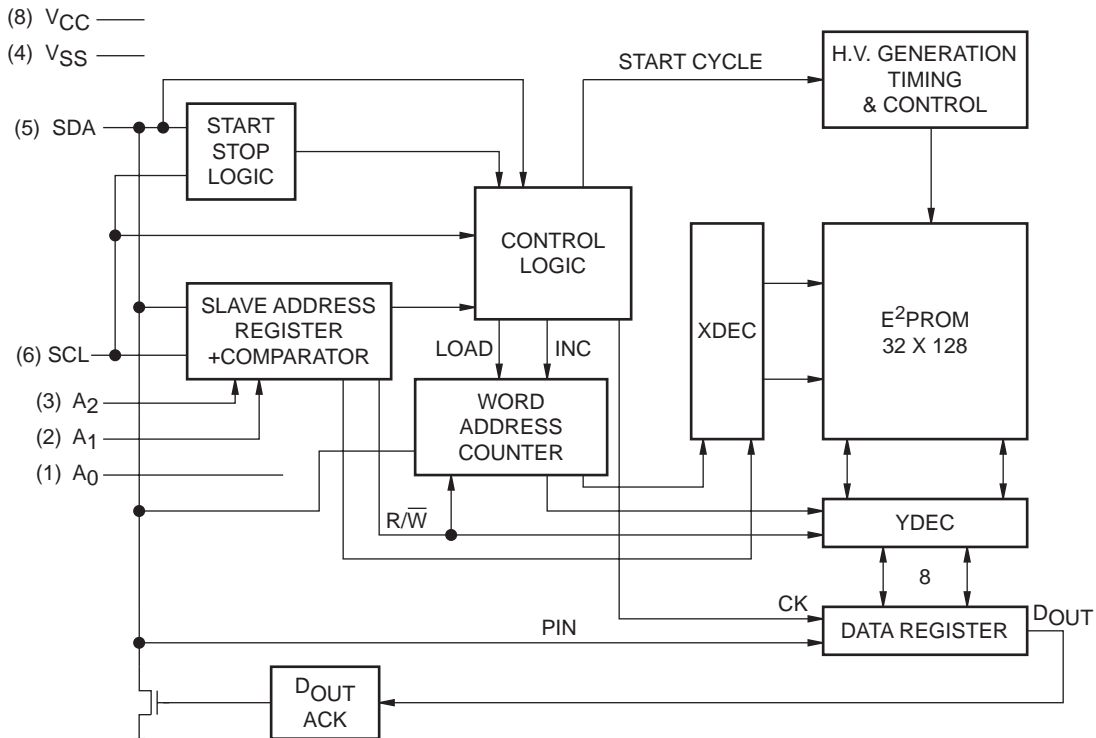 (8) VCC
(4) VSS
START CYCLE
H.V. GENERATION
TIMING
& CONTROL
(5) SDA
START
STOP
LOGIC
CONTROL
LOGIC
XDEC
E²PROM
32 X 128
SLAVE ADDRESS
REGISTER
+COMPARATOR
(6) SCL
LOAD
INC
(3) A2
(2) A1
(1) A0
WORD
ADDRESS
COUNTER
R/W̅
YDEC
8
CK
DOUT
PIN
DATA REGISTER
DOUT
ACK